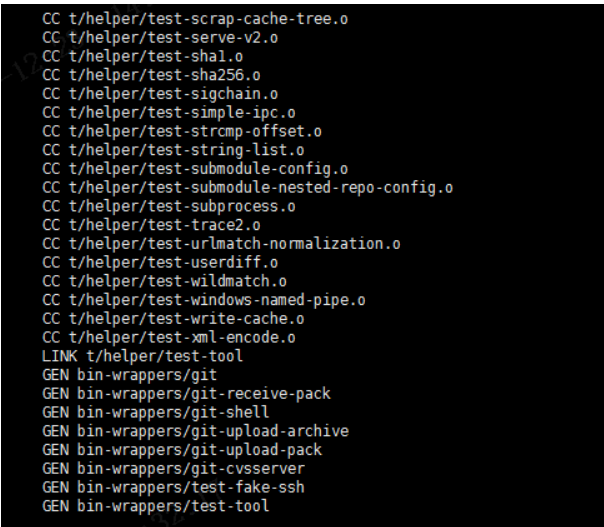 CC t/helper/test-scrap-cache-tree.o
CC t/helper/test-serve-v2.o
CC t/helper/test-sha1.o
CC t/helper/test-sha256.o
CC t/helper/test-sigchain.o
CC t/helper/test-simple-ipc.o
CC t/helper/test-strcmp-offset.o
CC t/helper/test-string-list.o
CC t/helper/test-submodule-config.o
CC t/helper/test-submodule-nested-repo-config.o
CC t/helper/test-subprocess.o
CC t/helper/test-trace2.o
CC t/helper/test-urlmatch-normalization.o
CC t/helper/test-userdiff.o
CC t/helper/test-wildmatch.o
CC t/helper/test-windows-named-pipe.o
CC t/helper/test-write-cache.o
CC t/helper/test-xml-encode.o
LINK t/helper/test-tool
GEN bin-wrappers/git
GEN bin-wrappers/git-receive-pack
GEN bin-wrappers/git-shell
GEN bin-wrappers/git-upload-archive
GEN bin-wrappers/git-upload-pack
GEN bin-wrappers/git-cvsserver
GEN bin-wrappers/test-fake-ssh
GEN bin-wrappers/test-tool